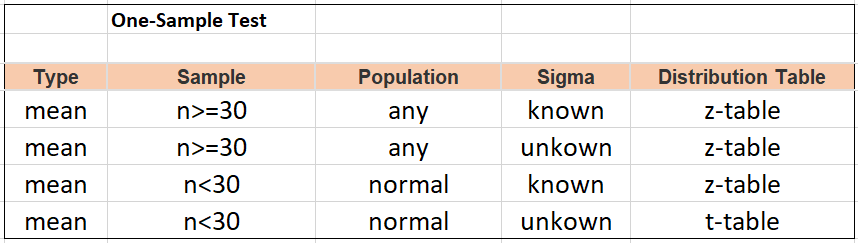 One-Sample Test
Type Sample Population Sigma Distribution Table
mean n>=30 any known z-table
mean n>=30 any unkown z-table
mean n<30 normal known z-table
mean n<30 normal unkown t-table